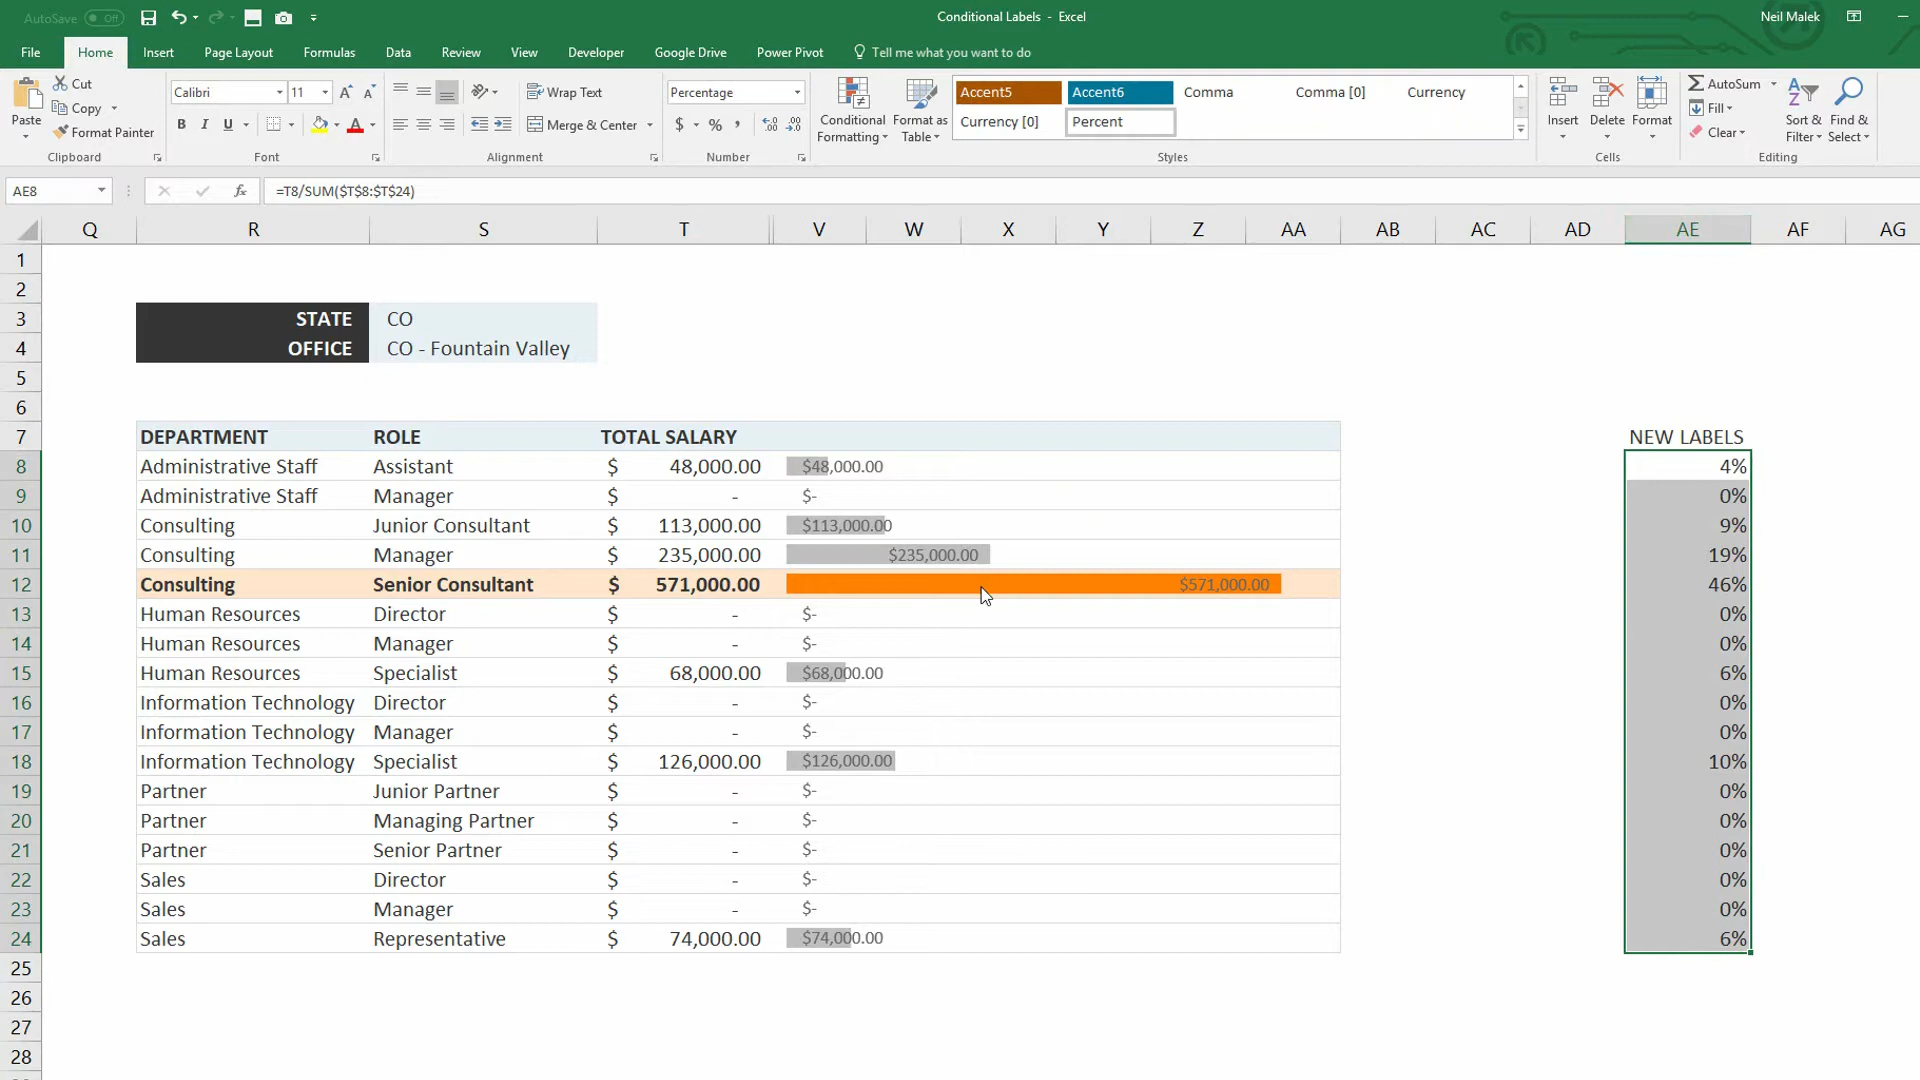 AutoSave Off Conditional Labels - Excel Neil Malek
File Home Insert Page Layout Formulas Data Review View Developer Google Drive Power Pivot Tell me what you want to do
Cut
Copy
Format Painter
Paste
Clipboard
Calibri 11
B I U
Font
Wrap Text
Merge & Center
Alignment
Percentage
$ % ,
Number
Conditional Formatting
Format as Table
Accent5 Accent6 Comma Comma [0] Currency
Currency [0] Percent
Styles
Insert Delete Format
Cells
AutoSum
Fill
Clear
Sort & Filter
Find & Select
Editing
AE8 fx =T8/SUM($T$8:$T$24)
Q R S T V W X Y Z AA AB AC AD AE AF AG
1
2
3 STATE CO
4 OFFICE CO - Fountain Valley
5
6
7 DEPARTMENT ROLE TOTAL SALARY NEW LABELS
8 Administrative Staff Assistant $ 48,000.00 $48,000.00 4%
9 Administrative Staff Manager $ - $- 0%
10 Consulting Junior Consultant $ 113,000.00 $113,000.00 9%
11 Consulting Manager $ 235,000.00 $235,000.00 19%
12 Consulting Senior Consultant $ 571,000.00 $571,000.00 46%
13 Human Resources Director $ - $- 0%
14 Human Resources Manager $ - $- 0%
15 Human Resources Specialist $ 68,000.00 $68,000.00 6%
16 Information Technology Director $ - $- 0%
17 Information Technology Manager $ - $- 0%
18 Information Technology Specialist $ 126,000.00 $126,000.00 10%
19 Partner Junior Partner $ - $- 0%
20 Partner Managing Partner $ - $- 0%
21 Partner Senior Partner $ - $- 0%
22 Sales Director $ - $- 0%
23 Sales Manager $ - $- 0%
24 Sales Representative $ 74,000.00 $74,000.00 6%
25
26
27
28